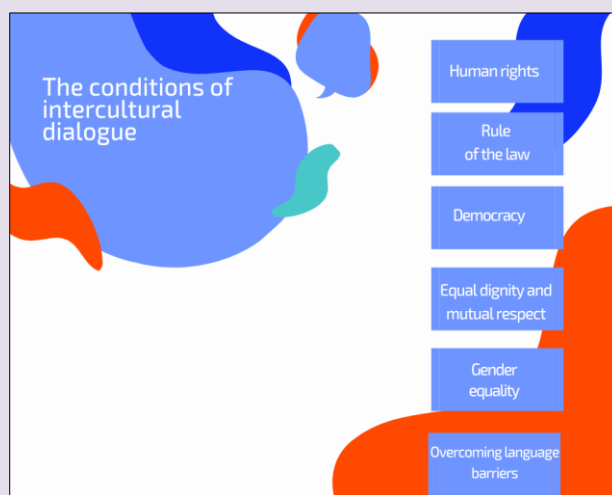 The conditions of
intercultural
dialogue
Human rights
Rule
of the law
Democracy
Equal dignity and
mutual respect
Gender
equality
Overcoming language
barriers